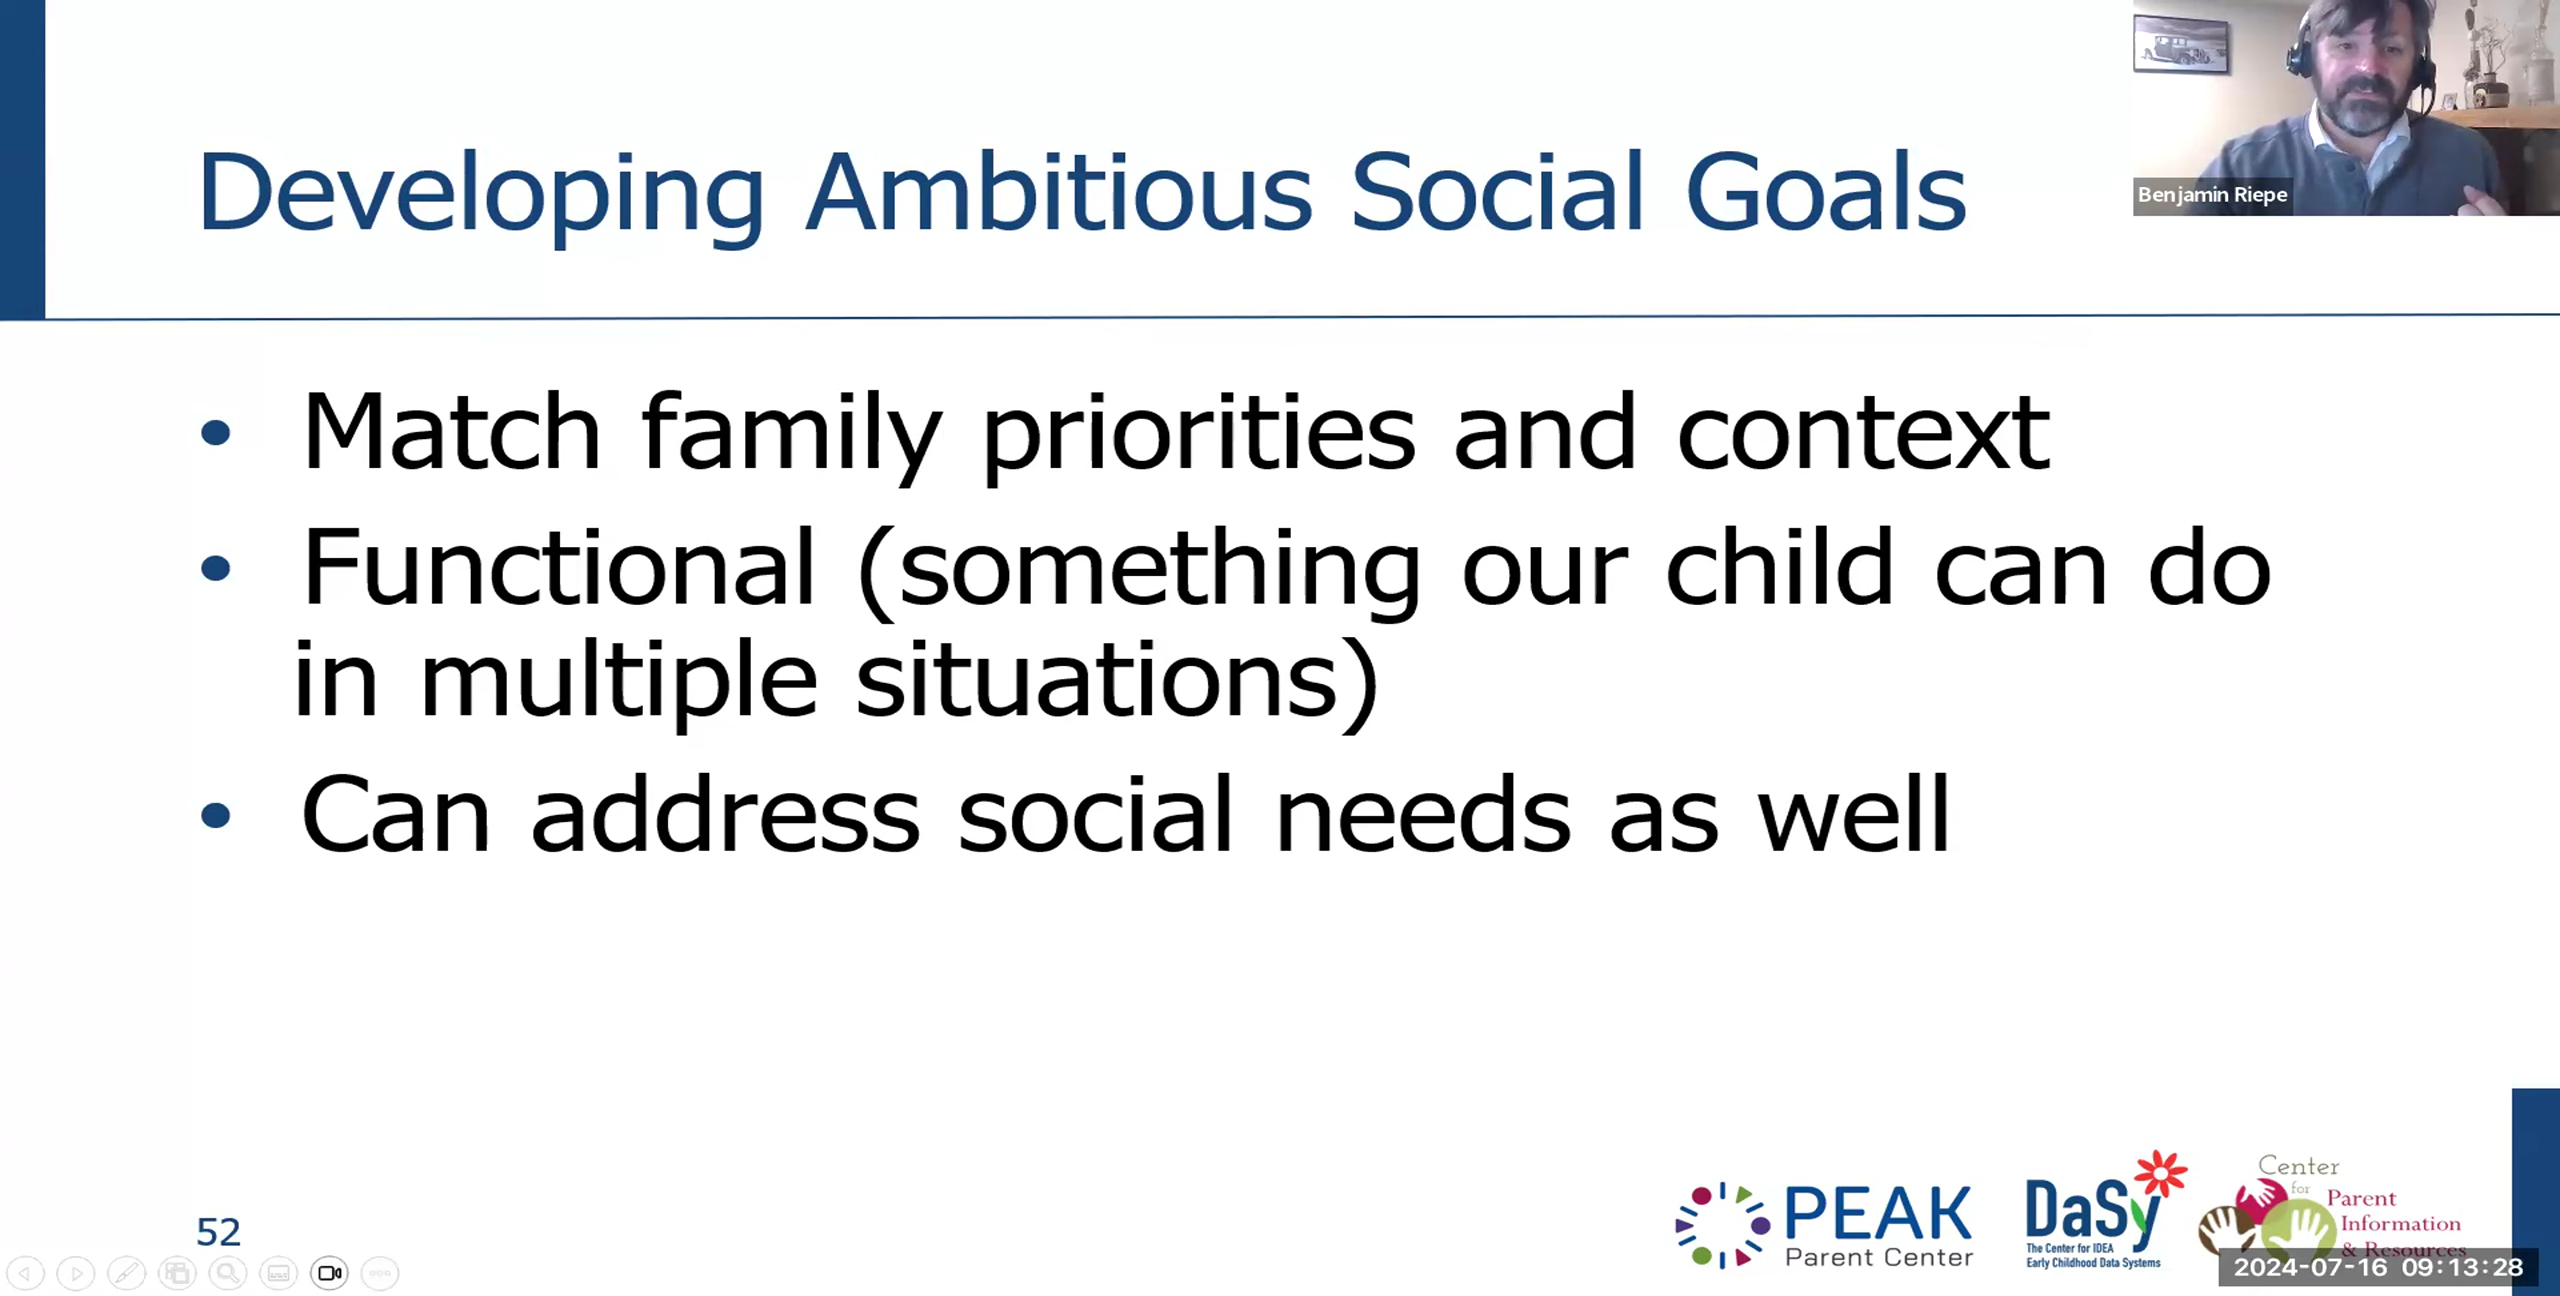 Developing Ambitious Social Goals
Benjamin Riepe
• Match family priorities and context
• Functional (something our child can do
in multiple situations)
• Can address social needs as well
52
PEAK
Parent Center
DaSy
The Center for IDEA
Early Childhood Data Systems
Center
for
Parent
Information
& Resources
2024-07-16 09:13:28